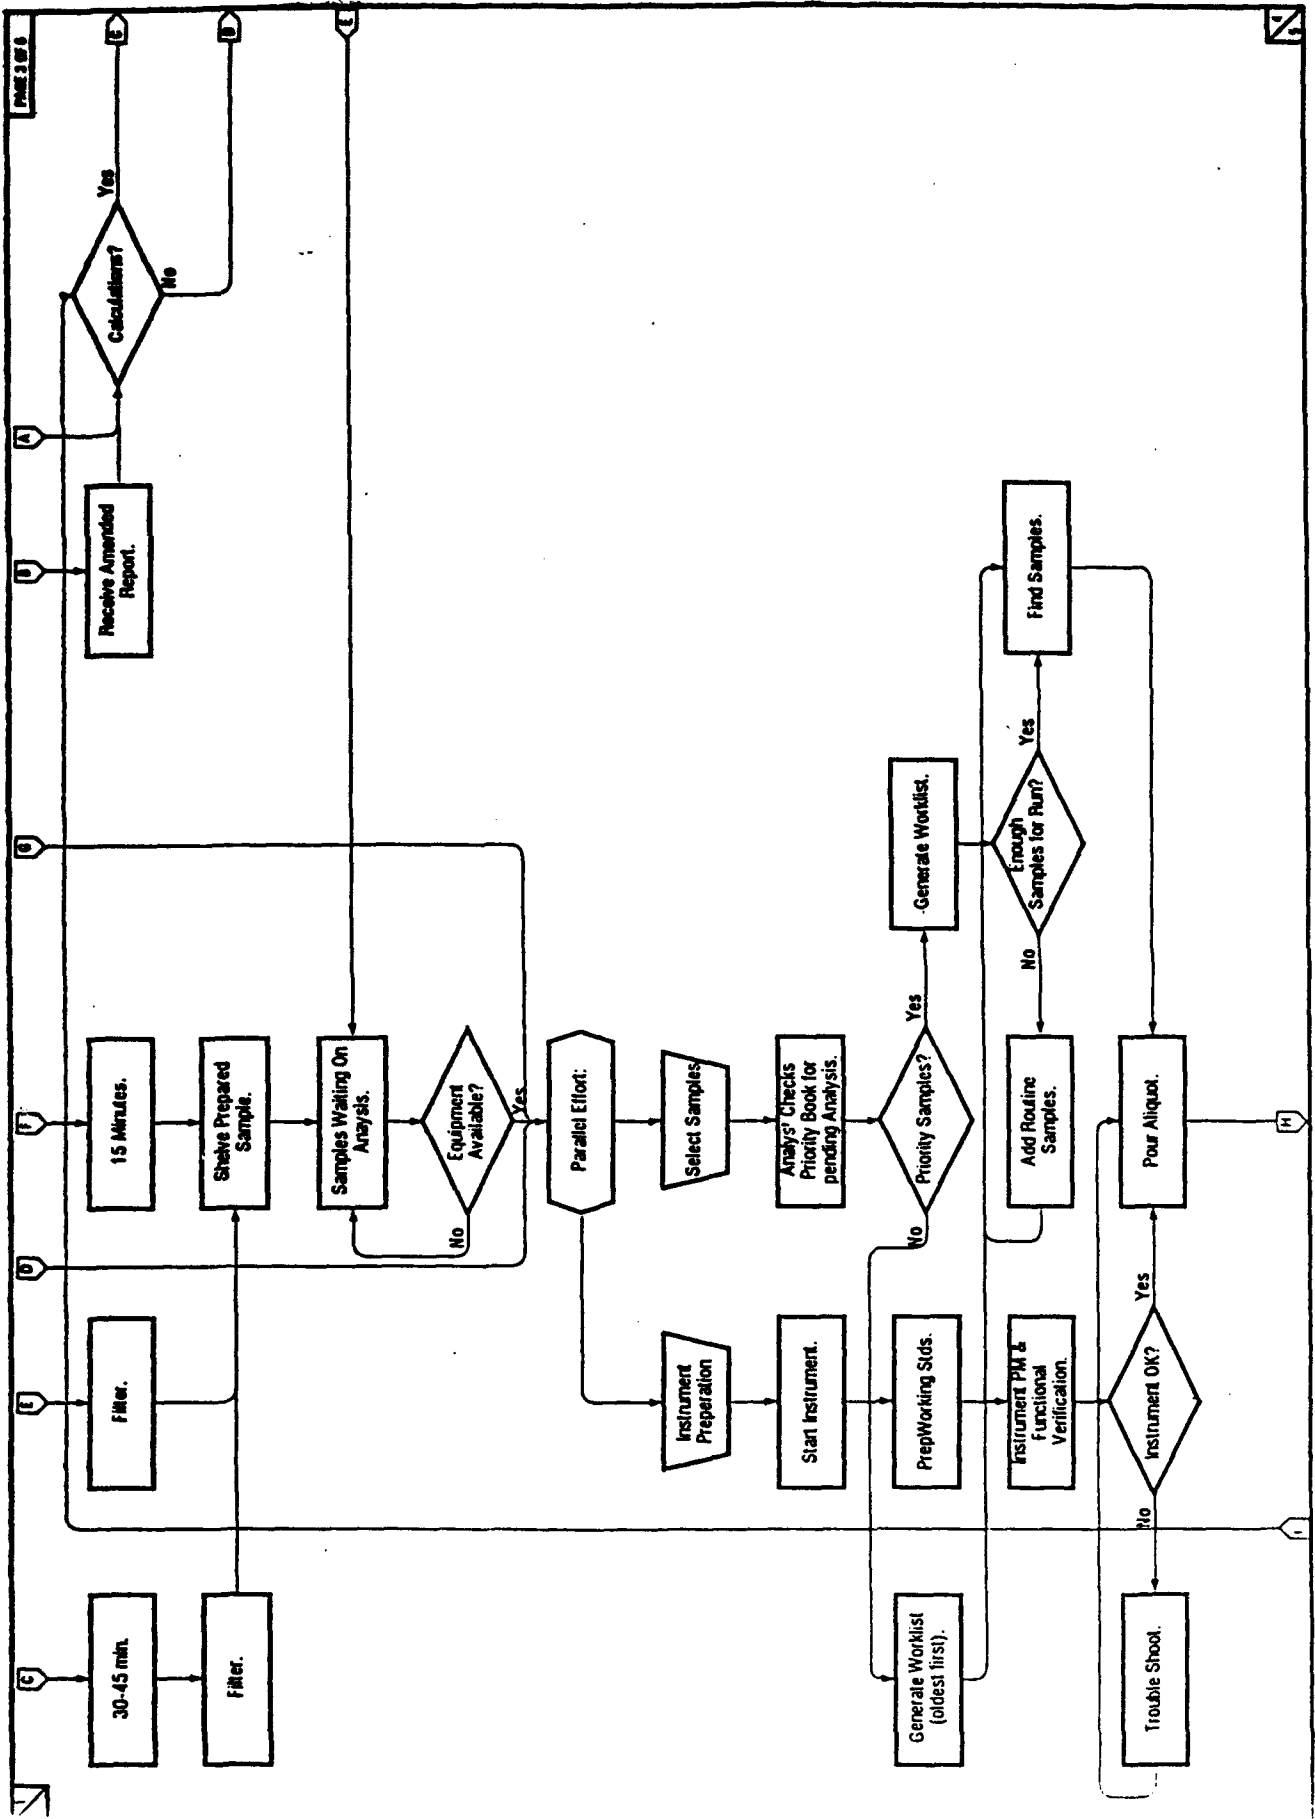 PAGE 3 OF 6
C
E
D
F
G
B
A
30-45 min.
Filter.
15 Minutes.
Receive Amended
Report.
Calculations?
Yes
C
No
Filter.
Shelve Prepared
Sample.
Samples Waiting On
Anaysis.
E
No
Equipment
Available?
Yes
Parallel Effort:
Instrument
Preperation
Select Samples
Start Instrument.
Analys' Checks
Priority Book for
pending Analysis.
Generate Worklist
(oldest first).
PrepWorking Stds.
No
Priority Samples?
Yes
Generate Worklist.
Instrument PM &
Functional
Verification.
Add Routine
Samples.
No
Enough
Samples for Run?
Yes
Find Samples.
Trouble Shoot.
No
Instrument OK?
Yes
Pour Aliquot.
I
H